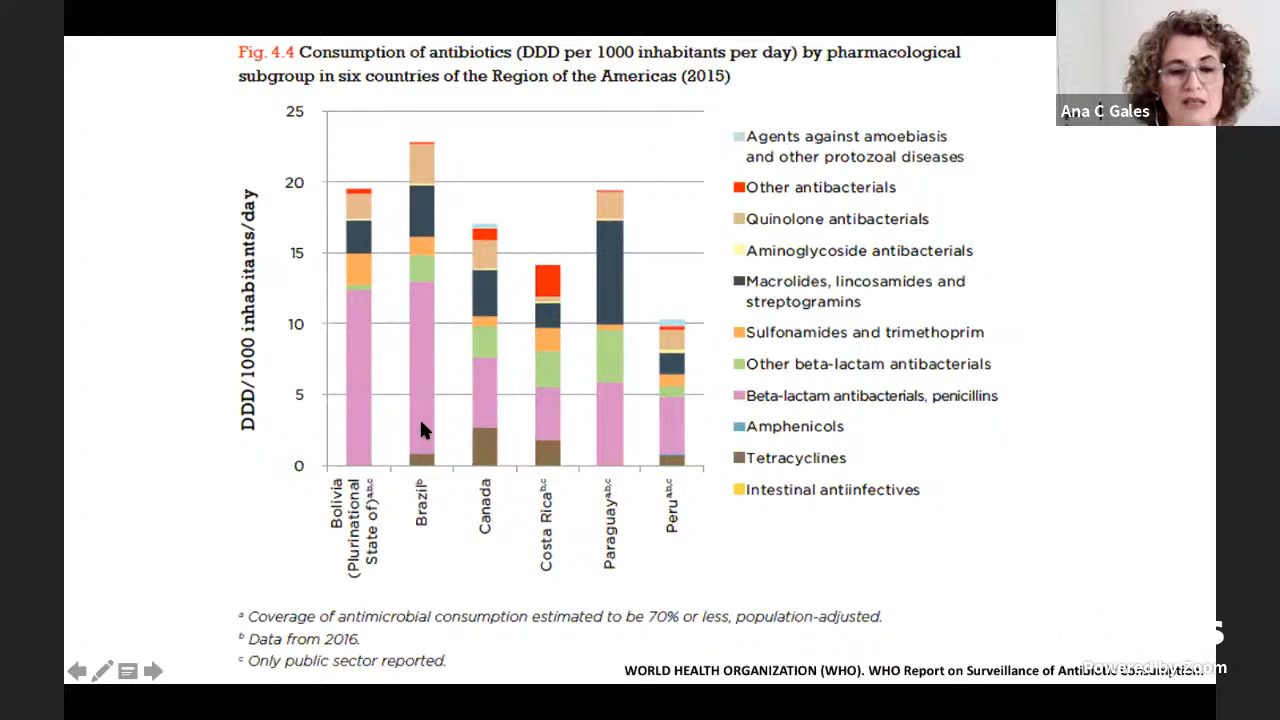 Fig. 4.4 Consumption of antibiotics (DDD per 1000 inhabitants per day) by pharmacological
subgroup in six countries of the Region of the Americas (2015)
Ana C Gales
25
20
15
10
5
0
DDD/1000 inhabitants/day
Bolivia
(Plurinational
State of)a,b,c
Brazilb
Canada
Costa Ricab,c
Paraguaya,b,c
Perua,b,c
Agents against amoebiasis
and other protozoal diseases
Other antibacterials
Quinolone antibacterials
Aminoglycoside antibacterials
Macrolides, lincosamides and
streptogramins
Sulfonamides and trimethoprim
Other beta-lactam antibacterials
Beta-lactam antibacterials, penicillins
Amphenicols
Tetracyclines
Intestinal antiinfectives
a Coverage of antimicrobial consumption estimated to be 70% or less, population-adjusted.
b Data from 2016.
c Only public sector reported.
WORLD HEALTH ORGANIZATION (WHO). WHO Report on Surveillance of Antibiotic Consumption.
Powered by Zoom